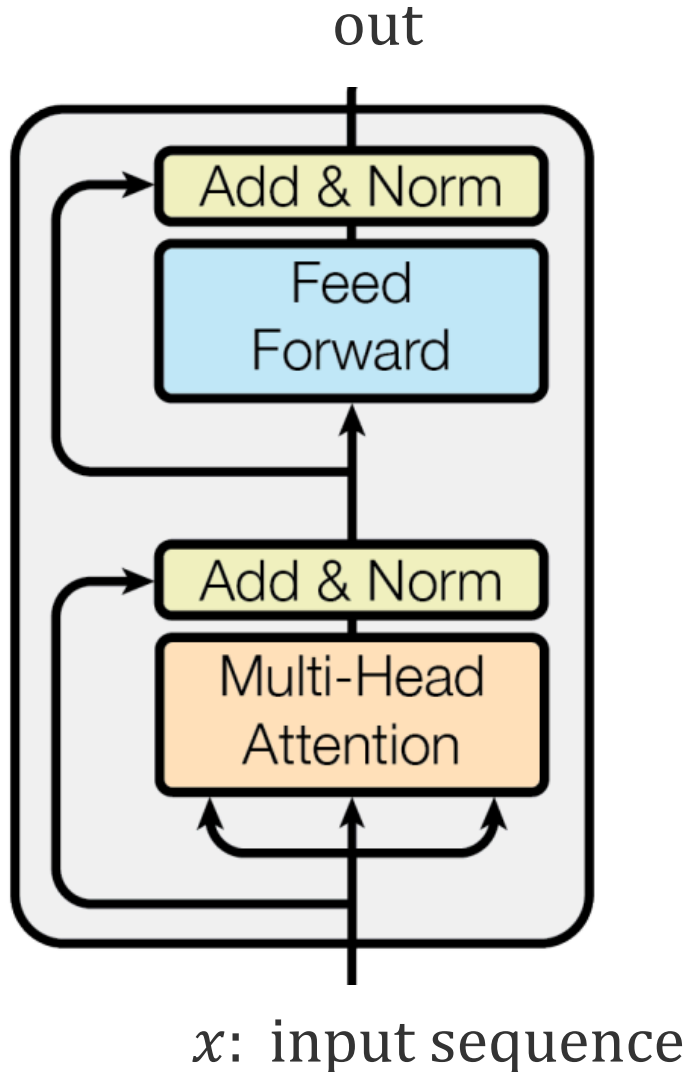 out
Add & Norm
Feed
Forward
Add & Norm
Multi-Head
Attention
x: input sequence